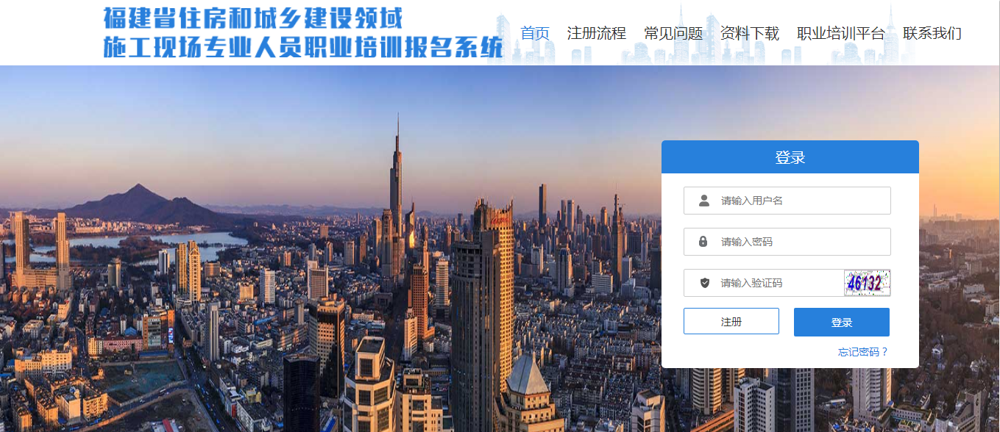 福建省住房和城乡建设领域
施工现场专业人员职业培训报名系统
首页 注册流程 常见问题 资料下载 职业培训平台 联系我们
登录
请输入用户名
请输入密码
请输入验证码 46132
注册 登录
忘记密码？